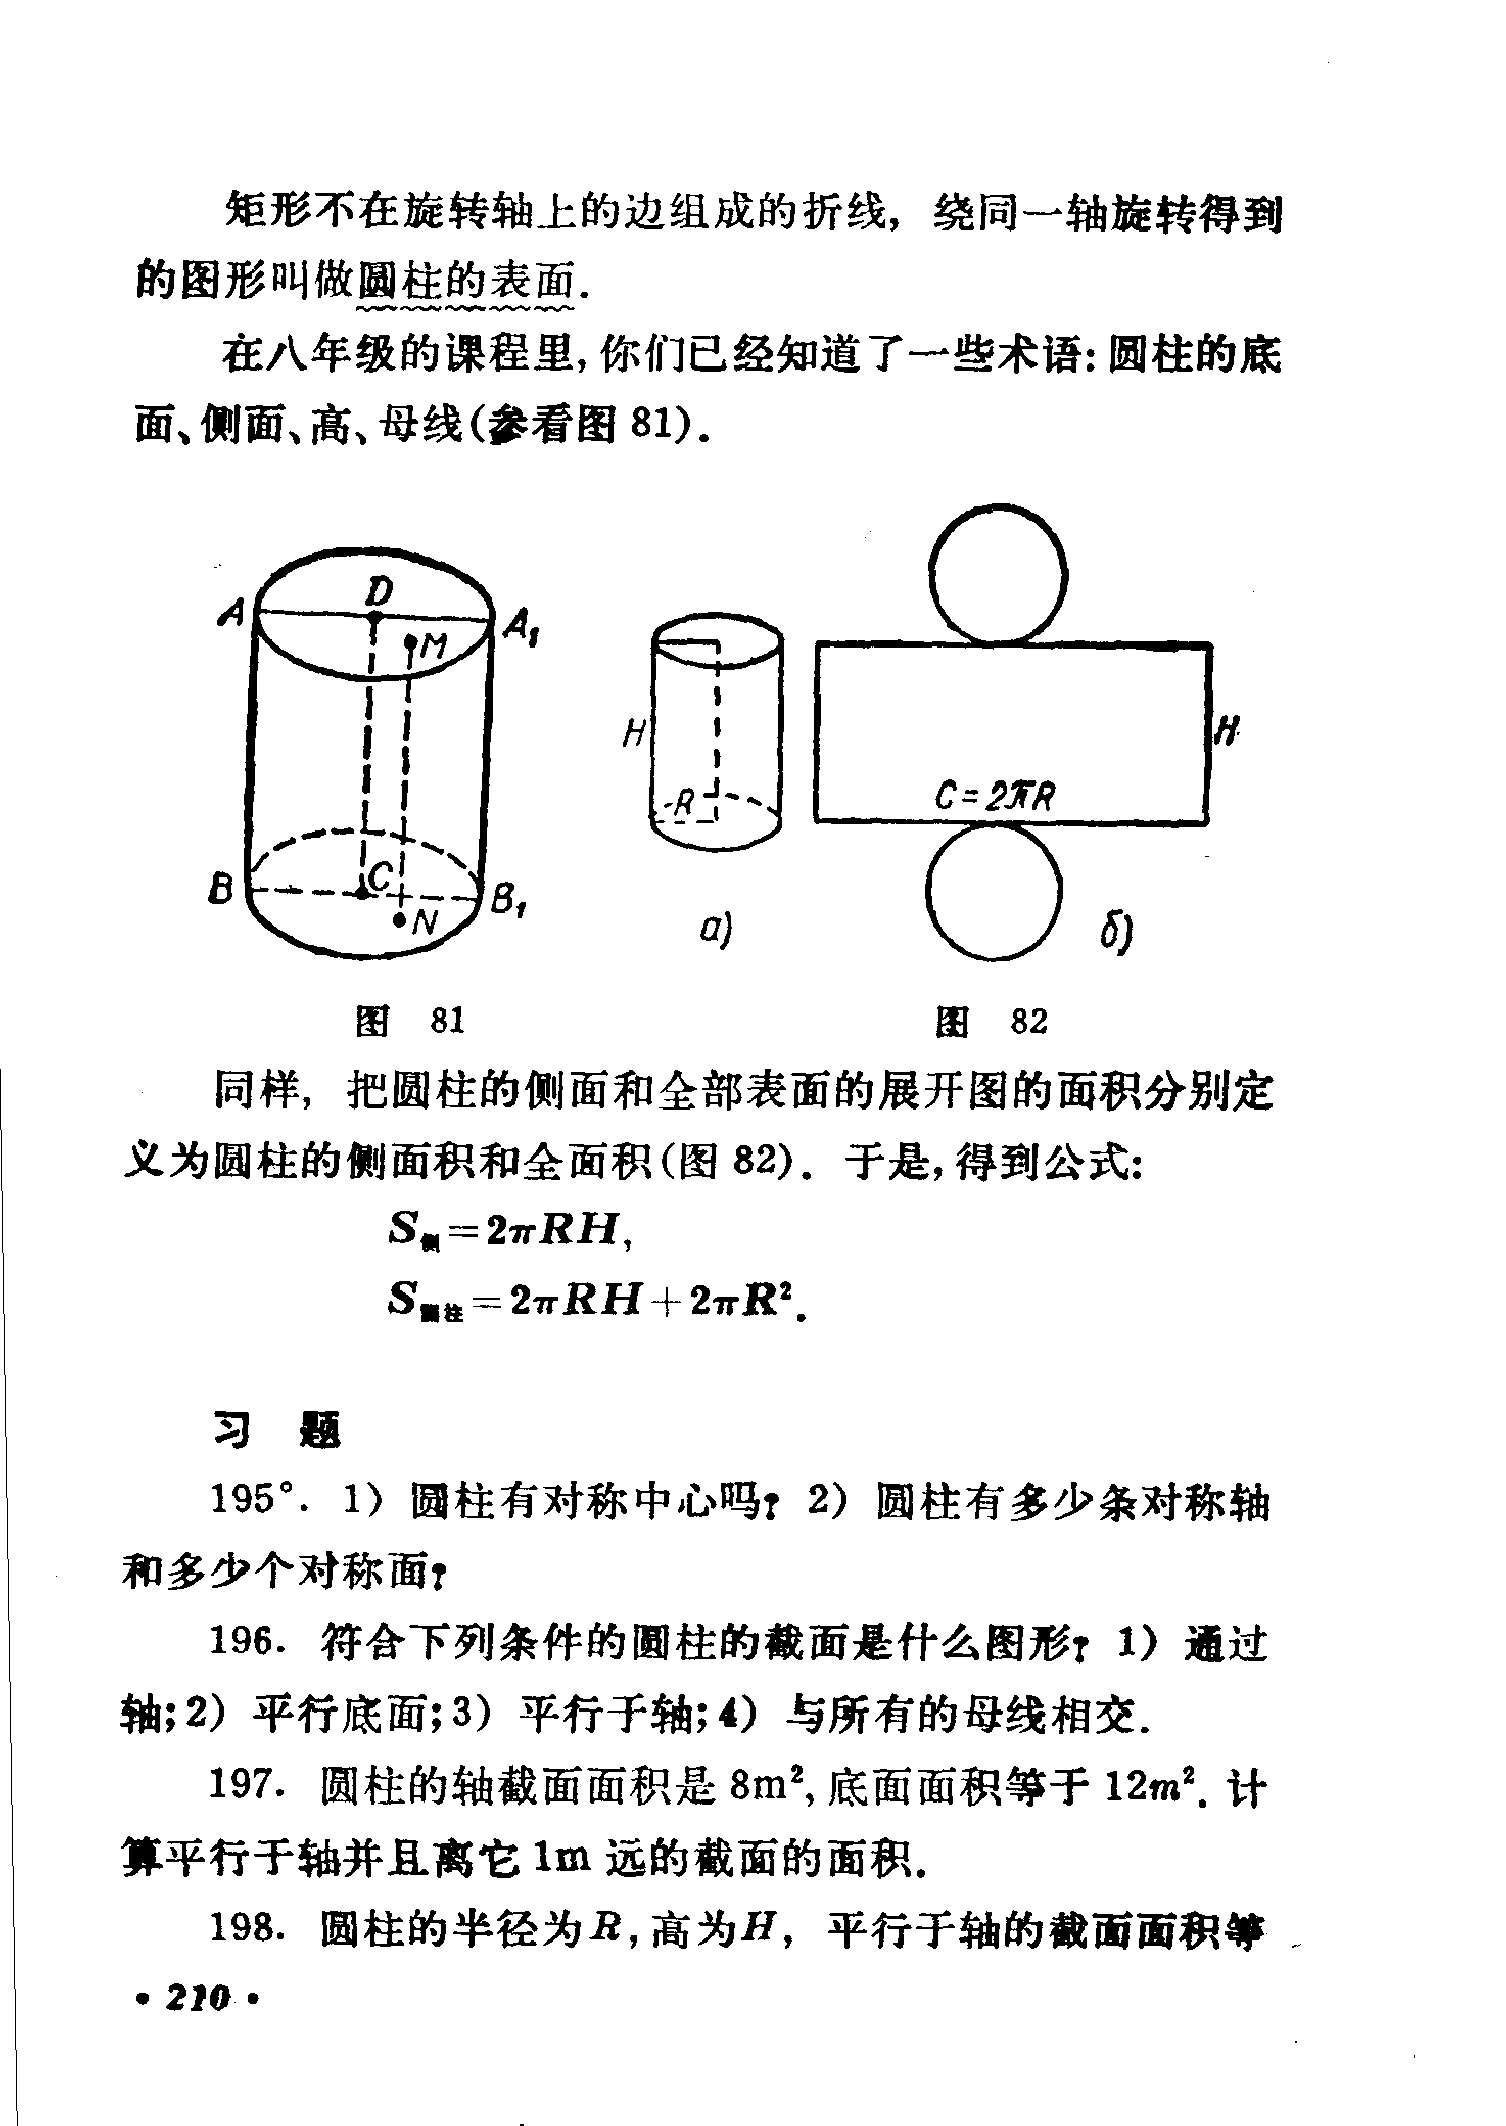 矩形不在旋转轴上的边组成的折线，绕同一轴旋转得到
的图形叫做圆柱的表面.
在八年级的课程里,你们已经知道了一些术语:圆柱的底
面、侧面、高、母线(参看图 81).
A D A₁
M
B C B₁
N
H
R
а)
C=2πR
H
б)
图 81
图 82
同样，把圆柱的侧面和全部表面的展开图的面积分别定
义为圆柱的侧面积和全面积(图 82). 于是,得到公式:
S侧=2πRH,
S圆柱=2πRH+2πR².
习 题
195°. 1) 圆柱有对称中心吗? 2) 圆柱有多少条对称轴
和多少个对称面?
196. 符合下列条件的圆柱的截面是什么图形? 1) 通过
轴;2) 平行底面;3) 平行于轴;4) 与所有的母线相交.
197. 圆柱的轴截面面积是 8m²,底面面积等于 12m². 计
算平行于轴并且离它 1m 远的截面的面积.
198. 圆柱的半径为R,高为H，平行于轴的截面面积等
• 210 •